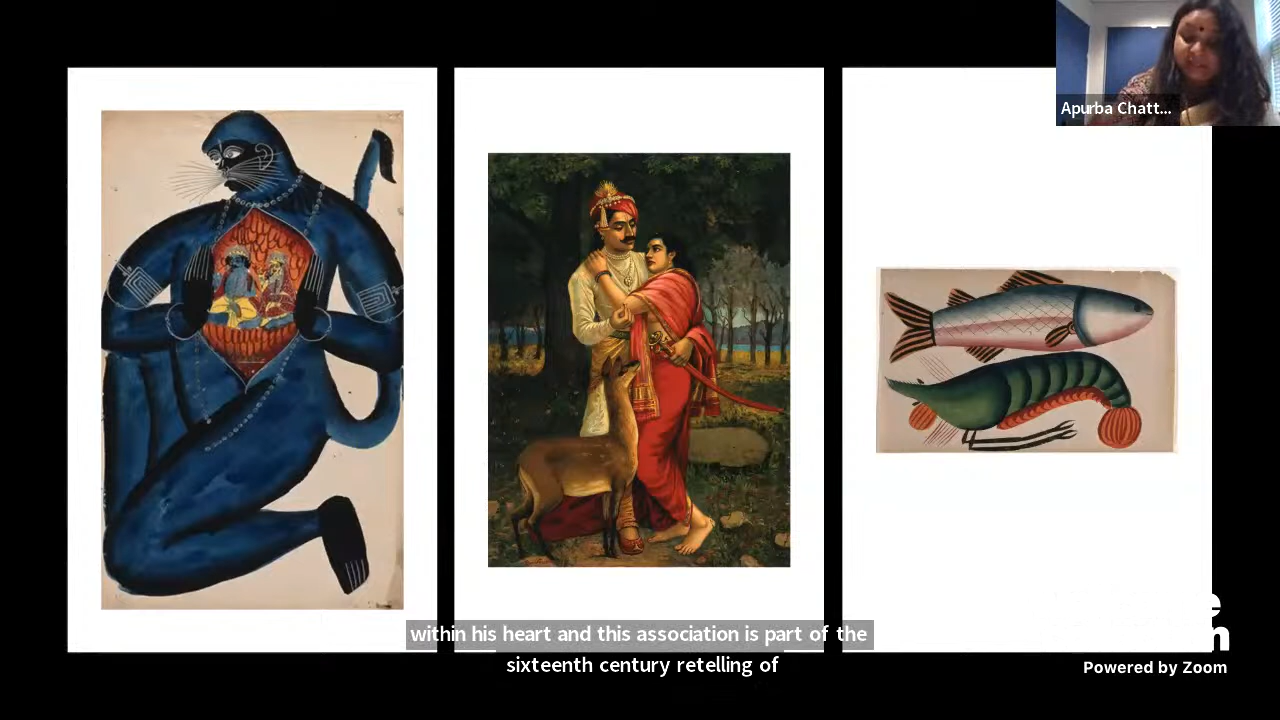 Apurba Chatt...
within his heart and this association is part of the
sixteenth century retelling of
Powered by Zoom